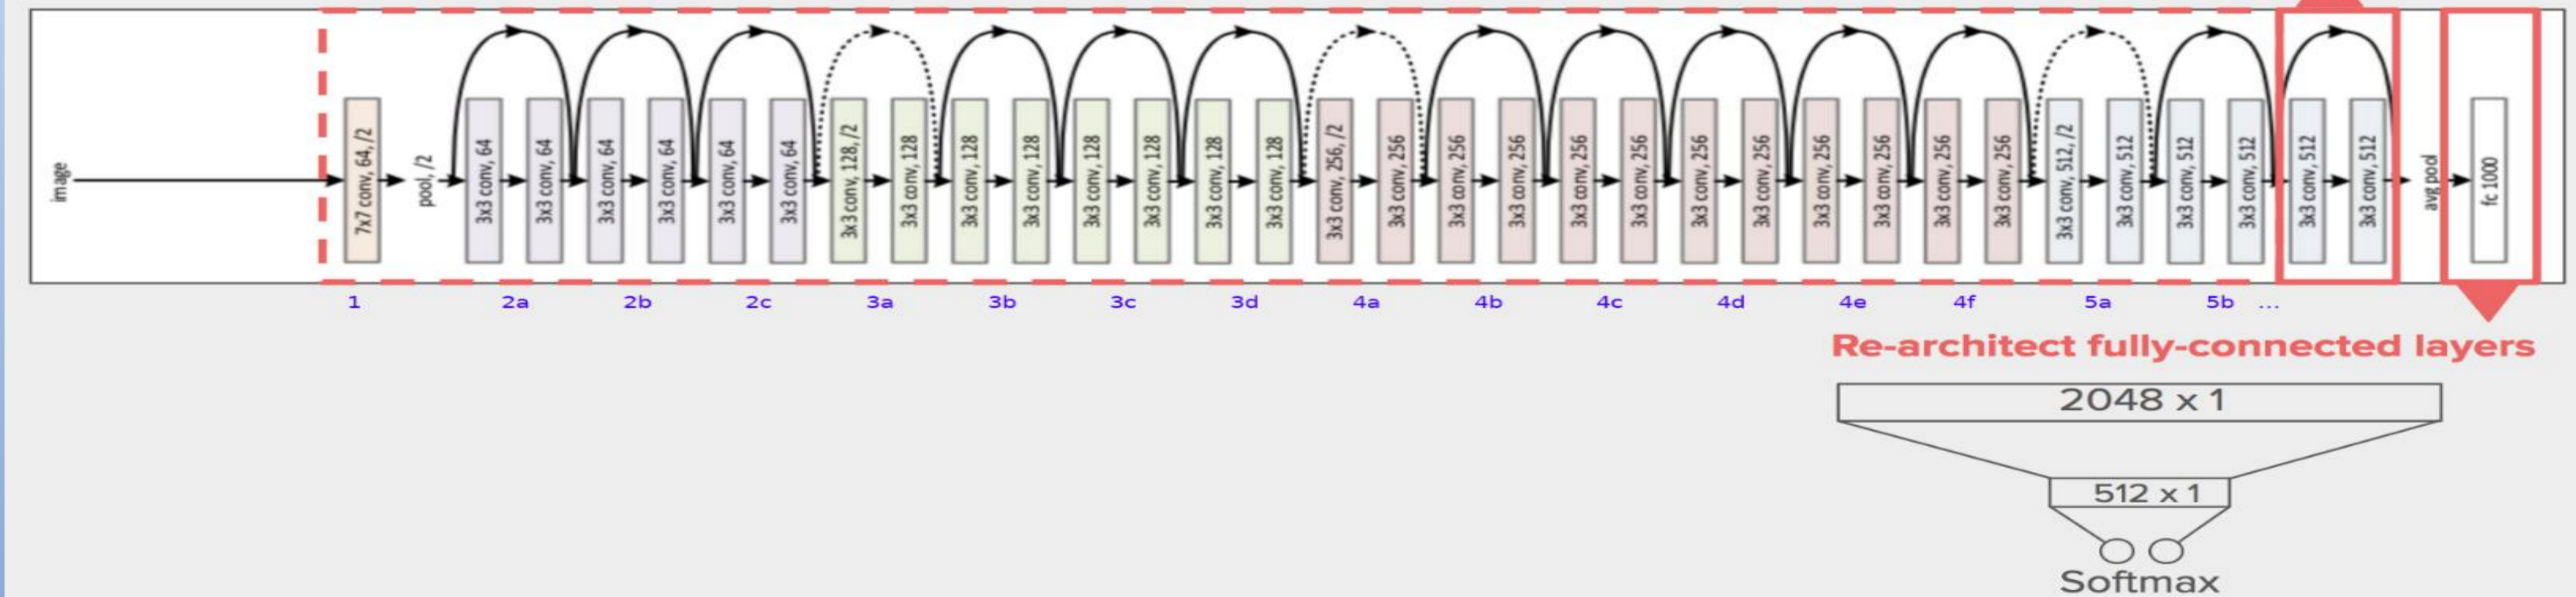 image
7x7 conv, 64, /2
pool, /2
3x3 conv, 64
3x3 conv, 64
3x3 conv, 64
3x3 conv, 64
3x3 conv, 64
3x3 conv, 64
3x3 conv, 128, /2
3x3 conv, 128
3x3 conv, 128
3x3 conv, 128
3x3 conv, 128
3x3 conv, 128
3x3 conv, 128
3x3 conv, 128
3x3 conv, 256, /2
3x3 conv, 256
3x3 conv, 256
3x3 conv, 256
3x3 conv, 256
3x3 conv, 256
3x3 conv, 256
3x3 conv, 256
3x3 conv, 256
3x3 conv, 256
3x3 conv, 256
3x3 conv, 256
3x3 conv, 512, /2
3x3 conv, 512
3x3 conv, 512
3x3 conv, 512
3x3 conv, 512
3x3 conv, 512
avg pool
fc 1000
1 2a 2b 2c 3a 3b 3c 3d 4a 4b 4c 4d 4e 4f 5a 5b ...
Re-architect fully-connected layers
2048 x 1
512 x 1
Softmax